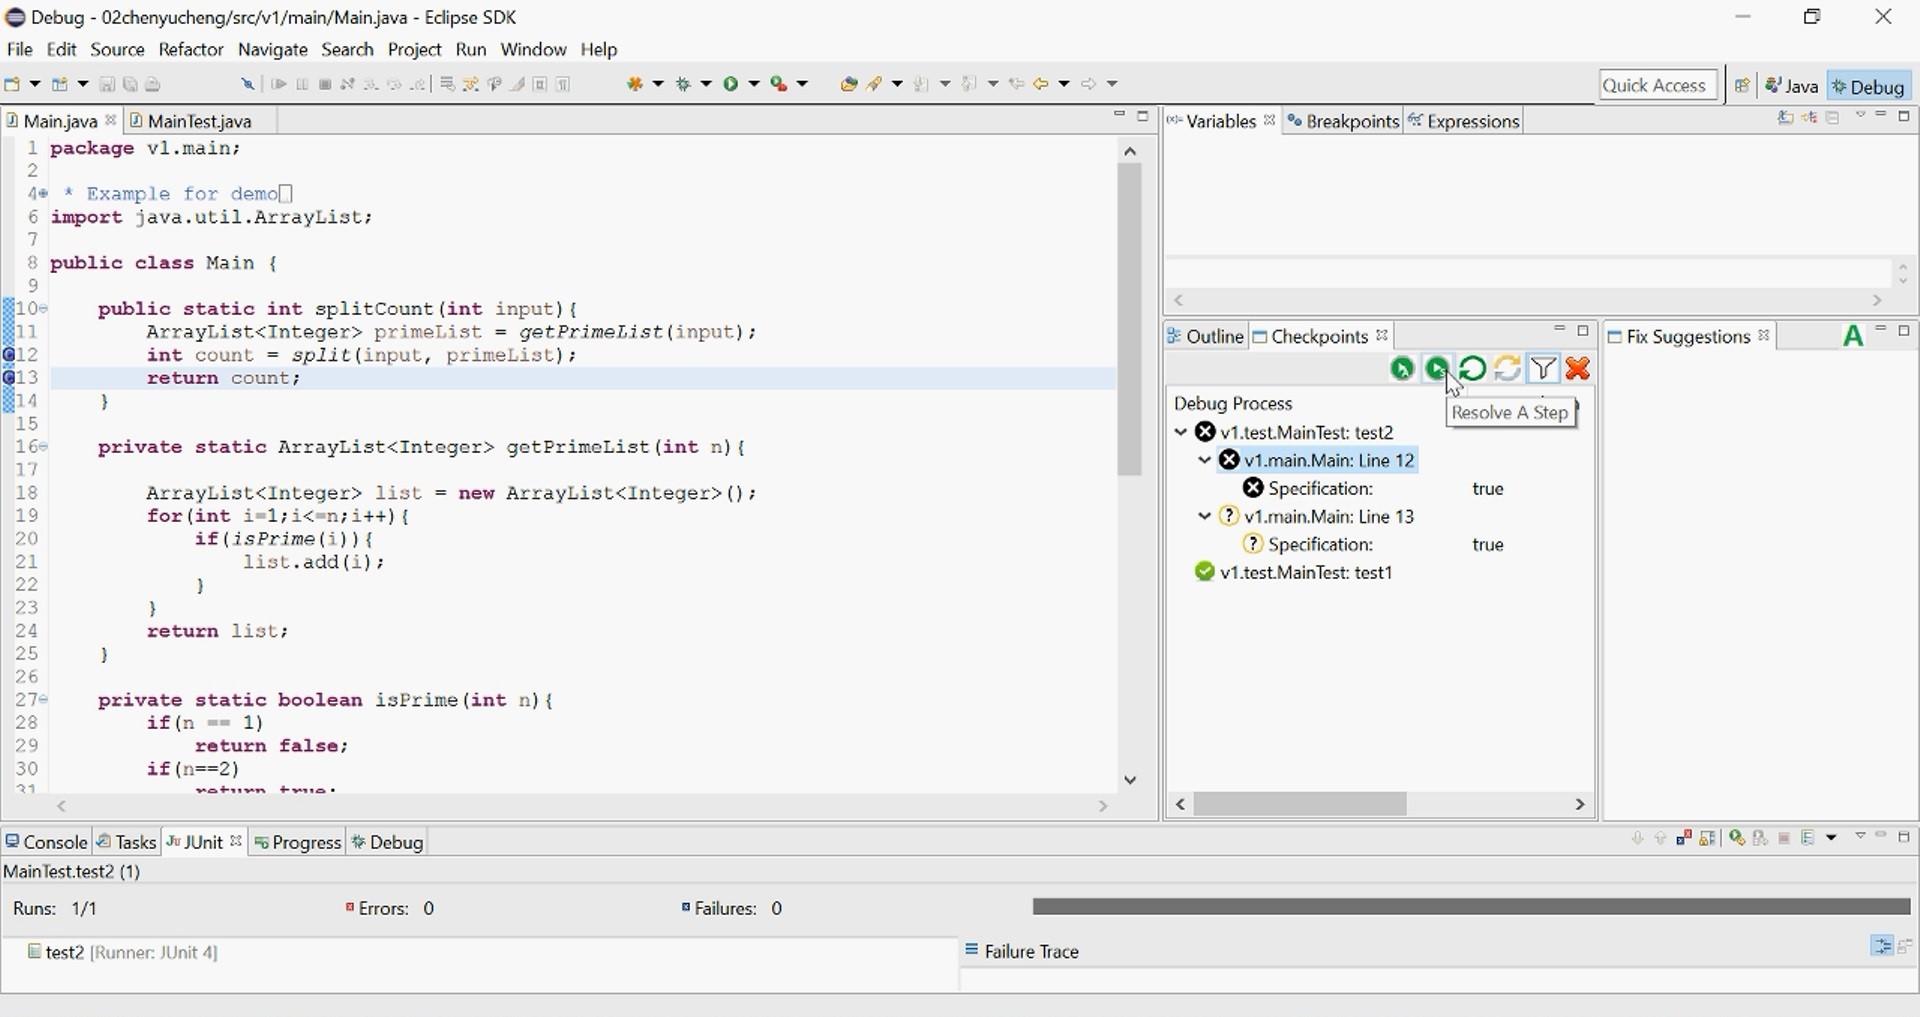 Debug - 02chenyucheng/src/v1/main/Main.java - Eclipse SDK
File Edit Source Refactor Navigate Search Project Run Window Help
Quick Access Java Debug
Main.java MainTest.java
1 package v1.main;
2
4 * Example for demo
6 import java.util.ArrayList;
7
8 public class Main {
9
10 public static int splitCount(int input){
11 ArrayList<Integer> primeList = getPrimeList(input);
12 int count = split(input, primeList);
13 return count;
14 }
15
16 private static ArrayList<Integer> getPrimeList(int n){
17
18 ArrayList<Integer> list = new ArrayList<Integer>();
19 for(int i=1;i<=n;i++){
20 if(isPrime(i)){
21 list.add(i);
22 }
23 }
24 return list;
25 }
26
27 private static boolean isPrime(int n){
28 if(n == 1)
29 return false;
30 if(n==2)
31 return true;
Variables Breakpoints Expressions
Outline Checkpoints
Resolve A Step
Debug Process
v1.test.MainTest: test2
v1.main.Main: Line 12
Specification: true
v1.main.Main: Line 13
Specification: true
v1.test.MainTest: test1
Fix Suggestions A
Console Tasks JUnit Progress Debug
MainTest.test2 (1)
Runs: 1/1 Errors: 0 Failures: 0
test2 [Runner: JUnit 4]
Failure Trace